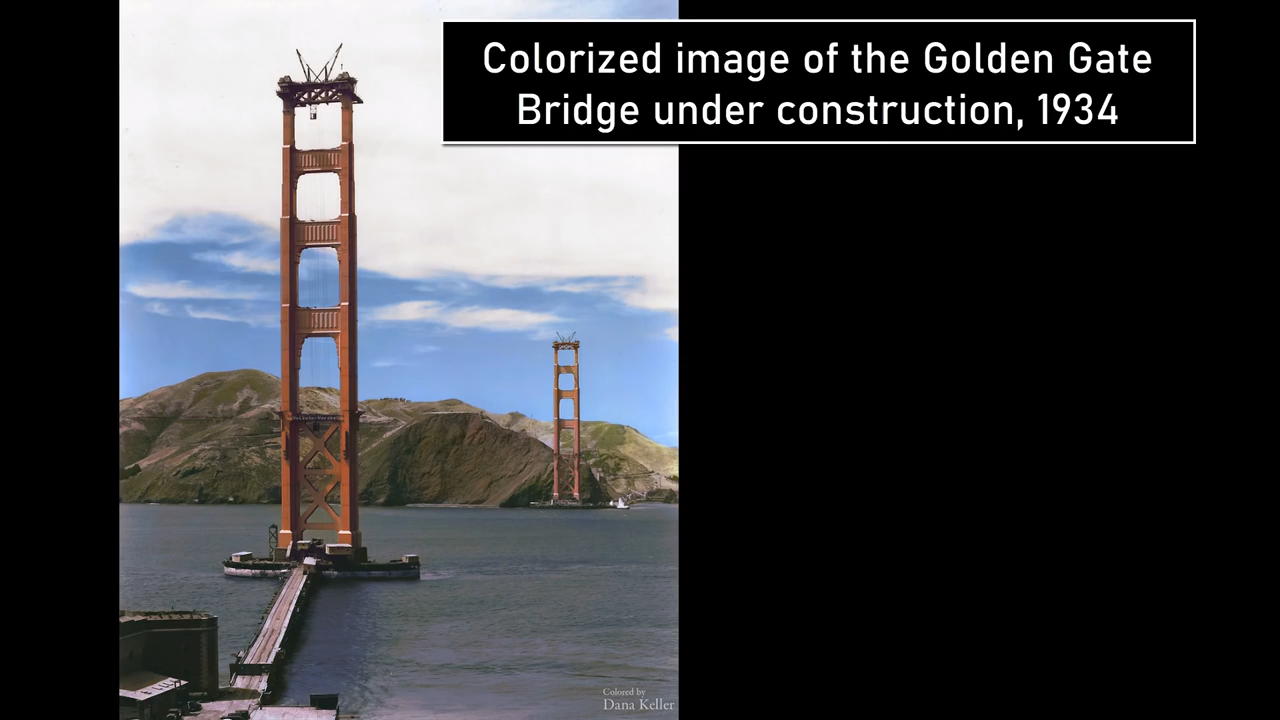 Colorized image of the Golden Gate
Bridge under construction, 1934
Colored by
Dana Keller